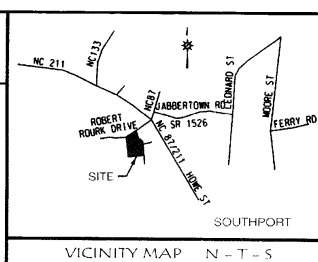 NC 211
NC133
NC87
JABBERTOWN RD
SR 1526
LEONARD ST
MOORE ST
FERRY RD
ROBERT
ROURK DRIVE
NC 87/211
HOWE ST
SITE
SOUTHPORT
VICINITY MAP N-T-S